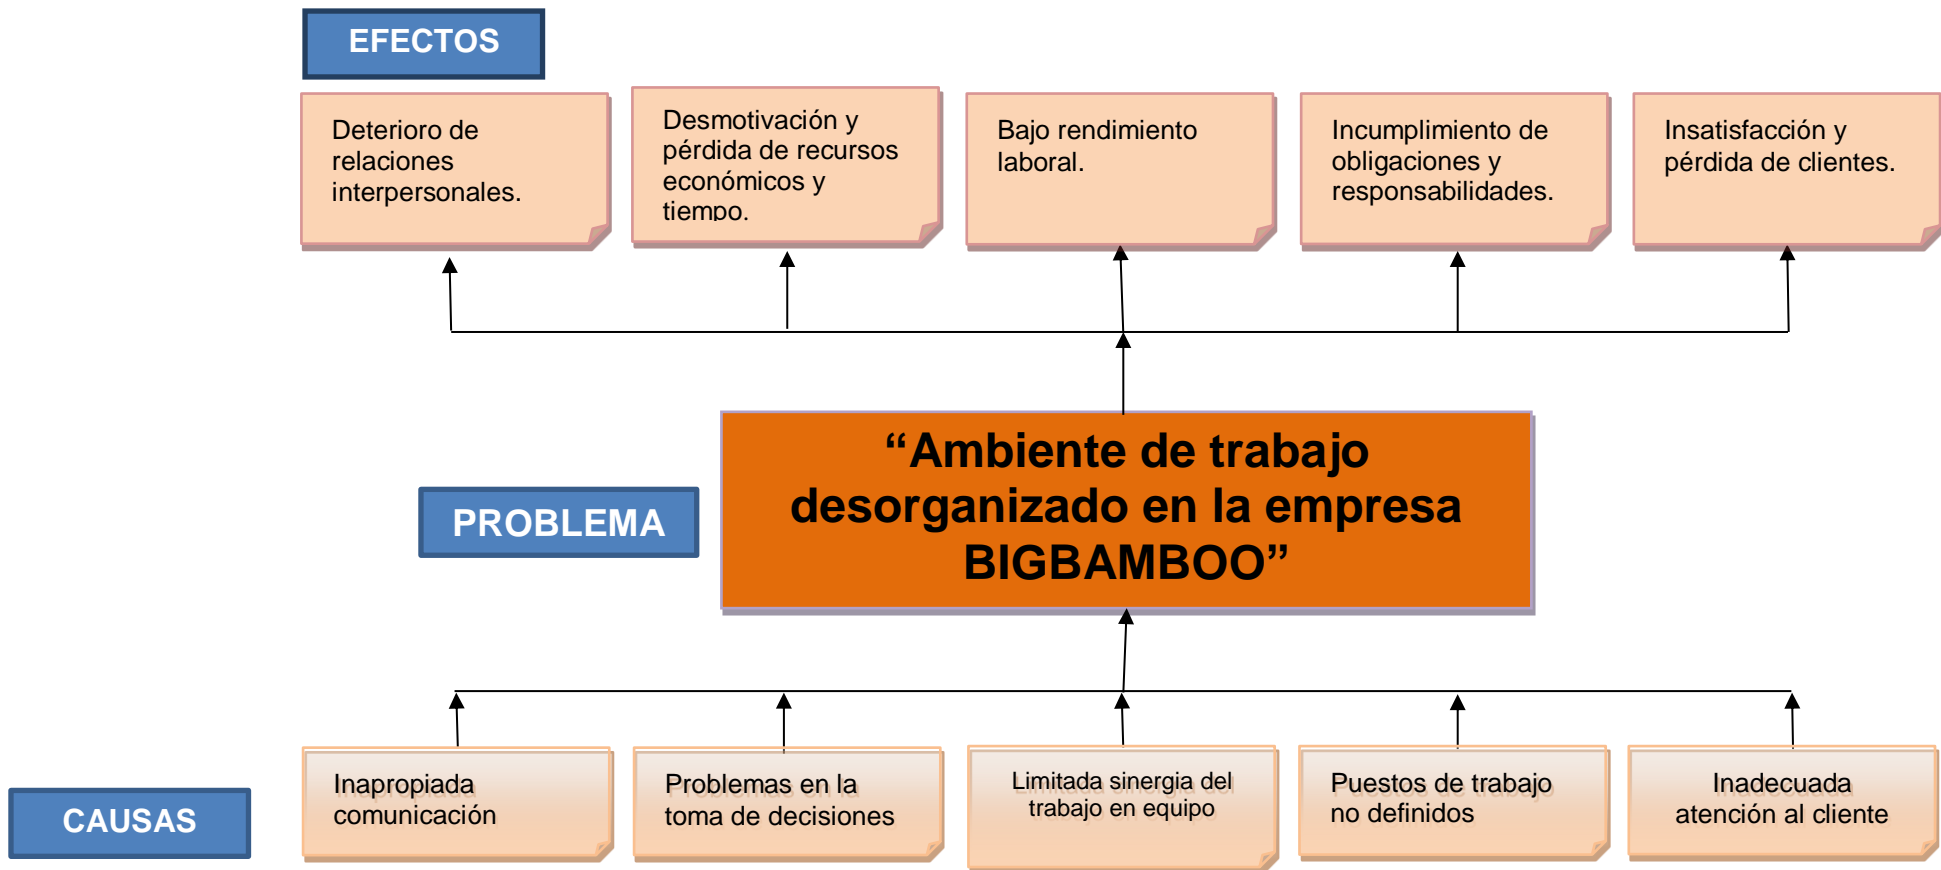 EFECTOS
Deterioro de
relaciones
interpersonales.
Desmotivación y
pérdida de recursos
económicos y
tiempo.
Bajo rendimiento
laboral.
Incumplimiento de
obligaciones y
responsabilidades.
Insatisfacción y
pérdida de clientes.
PROBLEMA
“Ambiente de trabajo
desorganizado en la empresa
BIGBAMBOO”
CAUSAS
Inapropiada
comunicación
Problemas en la
toma de decisiones
Limitada sinergia del
trabajo en equipo
Puestos de trabajo
no definidos
Inadecuada
atención al cliente